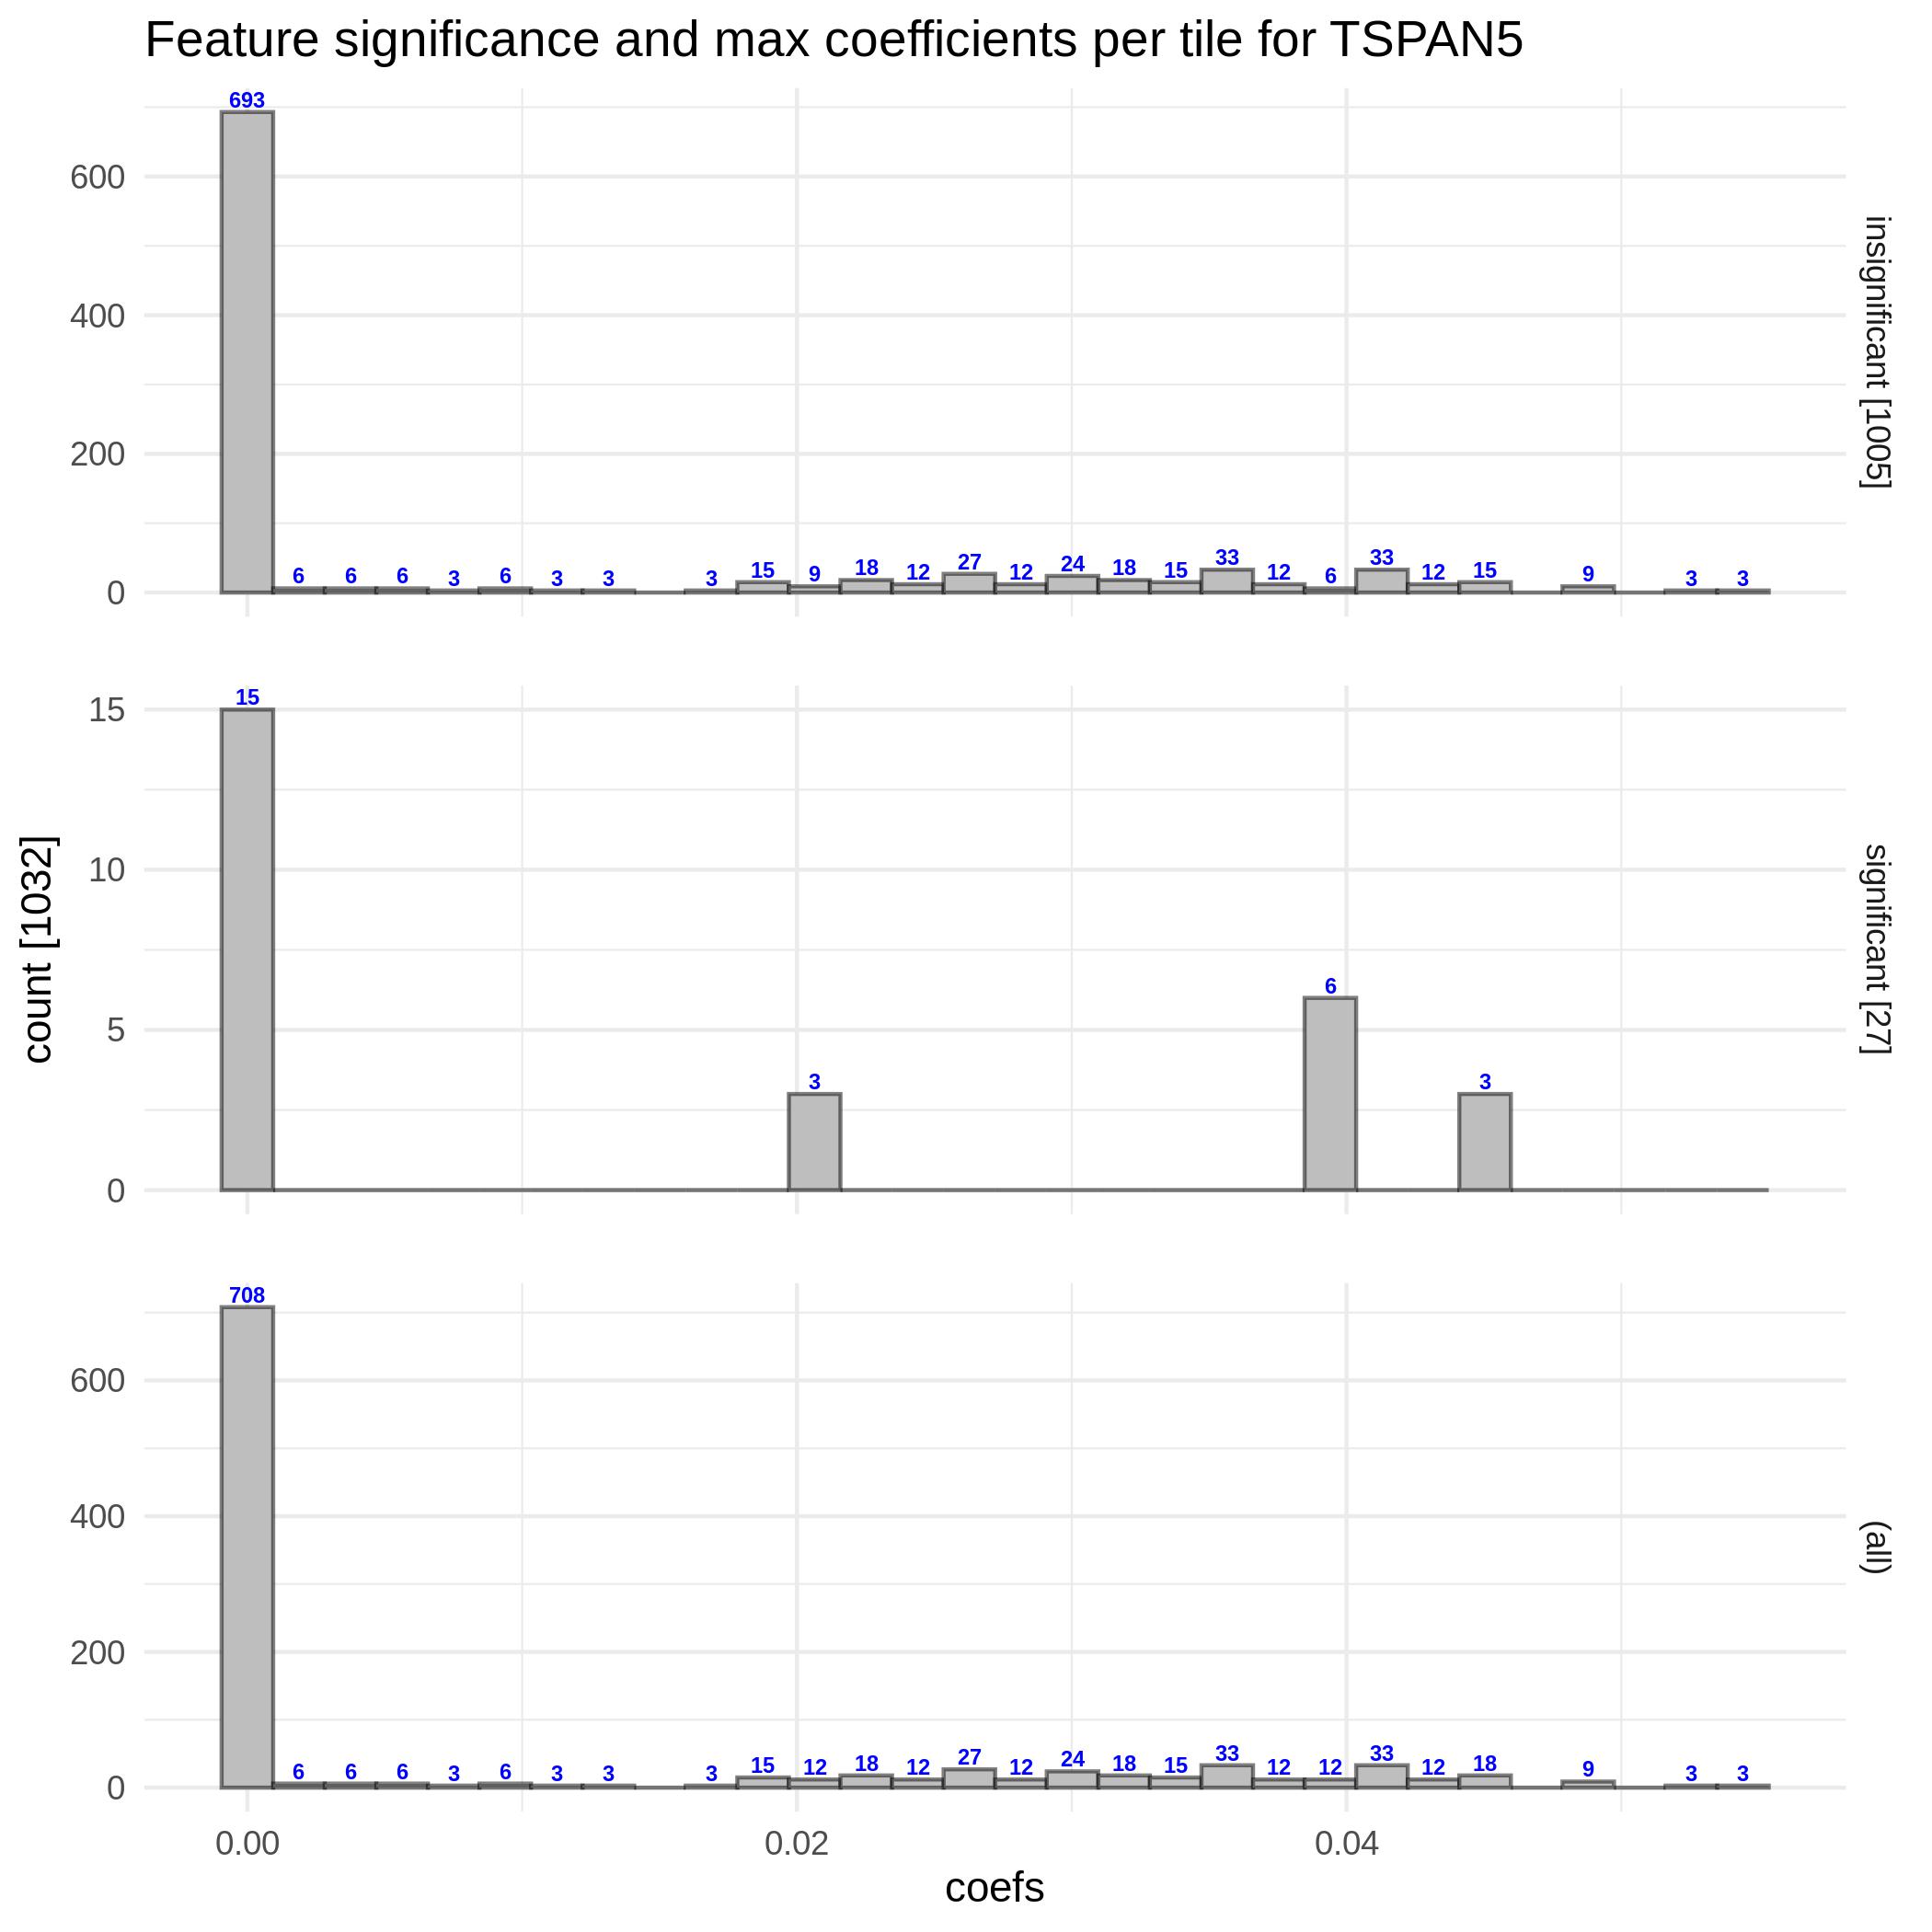 Feature significance and max coefficients per tile for TSPAN5
693
600
400
200
0
6 6 6 3 6 3 3 3 15 9 18 12 27 12 24 18 15 33 12 6 33 12 15 9 3 3
insignificant [1005]
15
15
10
5
0
3 6 3
significant [27]
count [1032]
708
600
400
200
0
6 6 6 3 6 3 3 3 15 12 18 12 27 12 24 18 15 33 12 12 33 12 18 9 3 3
(all)
0.00 0.02 0.04
coefs